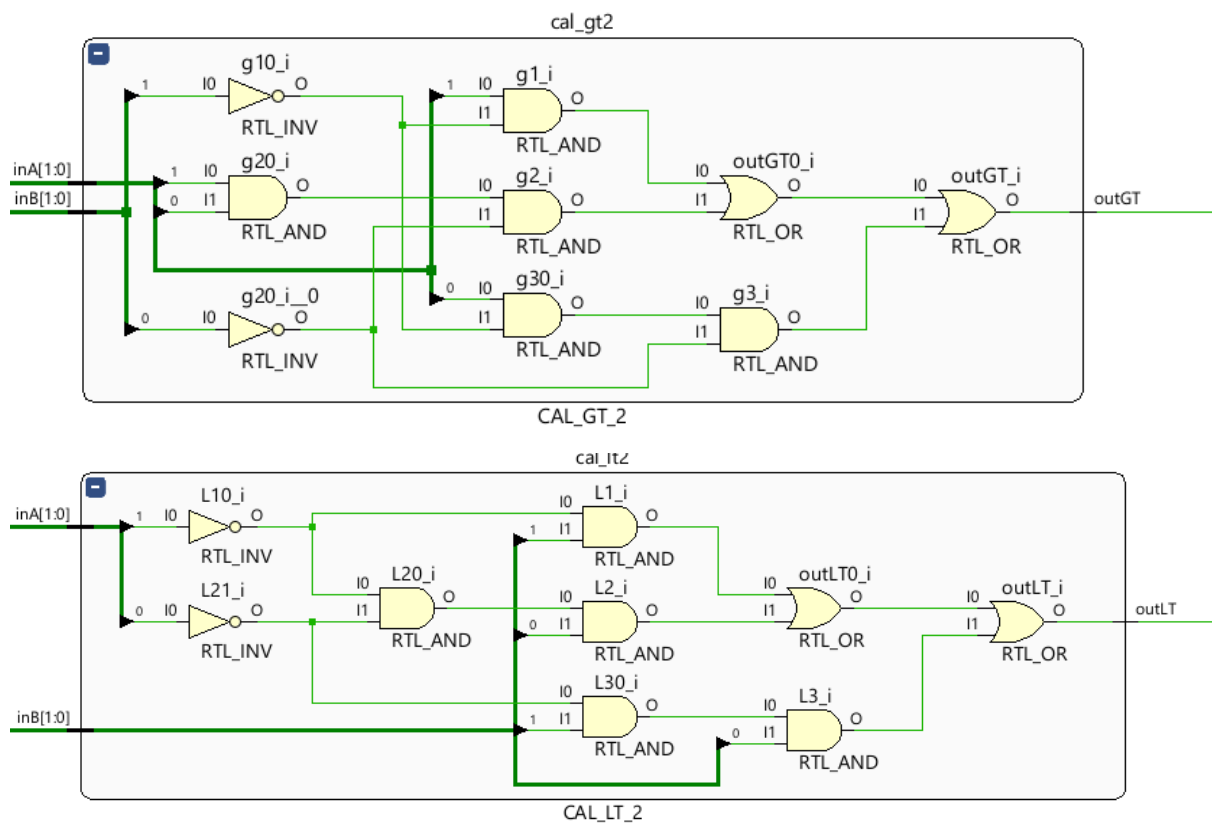 cal_gt2
g10_i
1 I0 O
RTL_INV
g1_i
1 I0 O
I1
RTL_AND
inA[1:0]
inB[1:0]
g20_i
1 I0 O
0 I1
RTL_AND
g2_i
I0 O
I1
RTL_AND
outGT0_i
I0 O
I1
RTL_OR
outGT_i
I0 O
I1
RTL_OR
outGT
g20_i__0
0 I0 O
RTL_INV
g30_i
0 I0 O
I1
RTL_AND
g3_i
I0 O
I1
RTL_AND
CAL_GT_2
cal_lt2
inA[1:0]
L10_i
1 I0 O
RTL_INV
L1_i
I0 O
1 I1
RTL_AND
L21_i
0 I0 O
RTL_INV
L20_i
I0 O
I1
RTL_AND
L2_i
I0 O
0 I1
RTL_AND
outLT0_i
I0 O
I1
RTL_OR
outLT_i
I0 O
I1
RTL_OR
outLT
inB[1:0]
L30_i
I0 O
1 I1
RTL_AND
L3_i
I0 O
0 I1
RTL_AND
CAL_LT_2